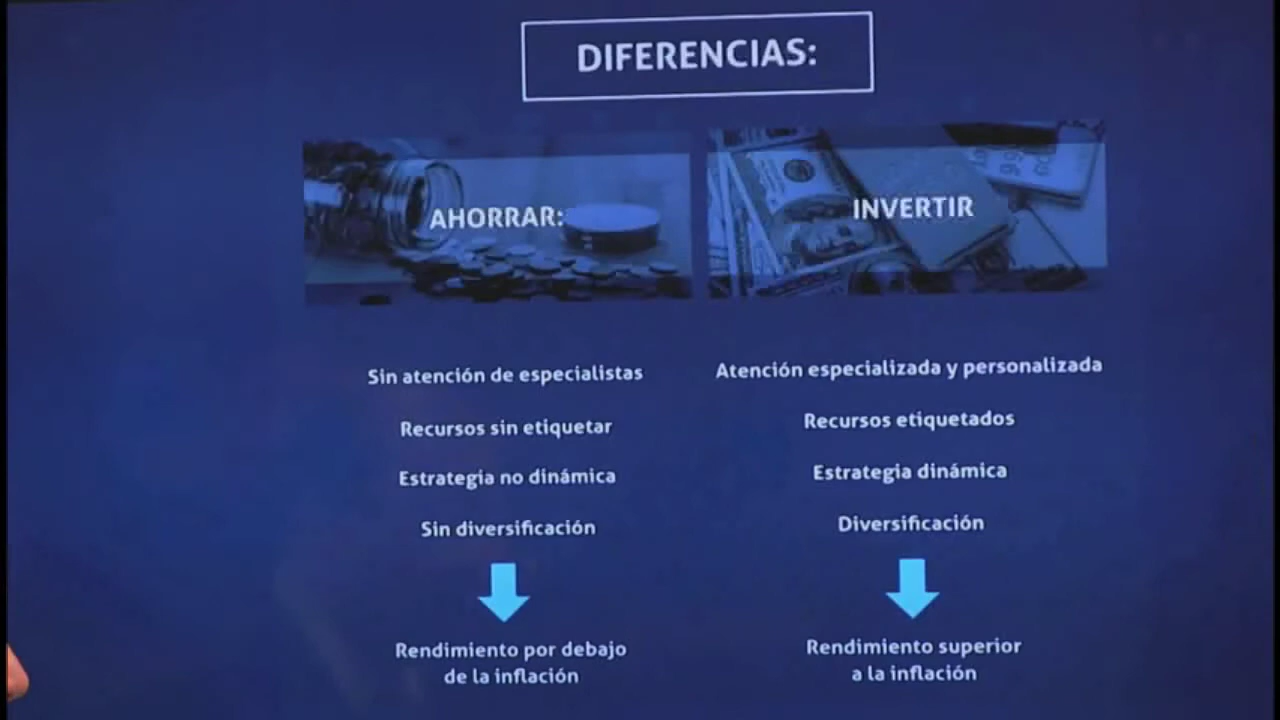 DIFERENCIAS:
AHORRAR:
Sin atención de especialistas
Recursos sin etiquetar
Estrategia no dinámica
Sin diversificación
Rendimiento por debajo
de la inflación
INVERTIR
Atención especializada y personalizada
Recursos etiquetados
Estrategia dinámica
Diversificación
Rendimiento superior
a la inflación